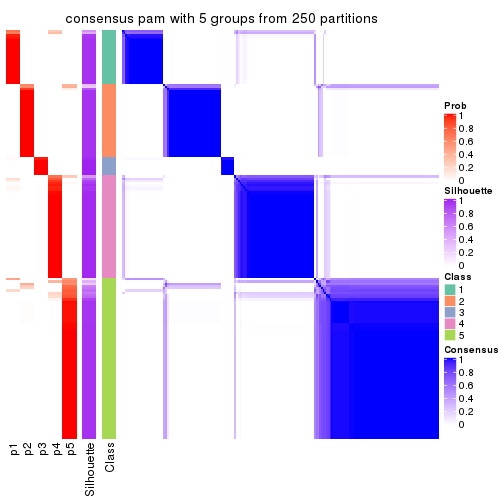 consensus pam with 5 groups from 250 partitions
Prob
1
0.8
0.6
0.4
0.2
0
Silhouette
1
0.8
0.6
0.4
0.2
0
Class
1
2
3
4
5
Consensus
1
0.8
0.6
0.4
0.2
0
p1
p2
p3
p4
p5
Silhouette
Class